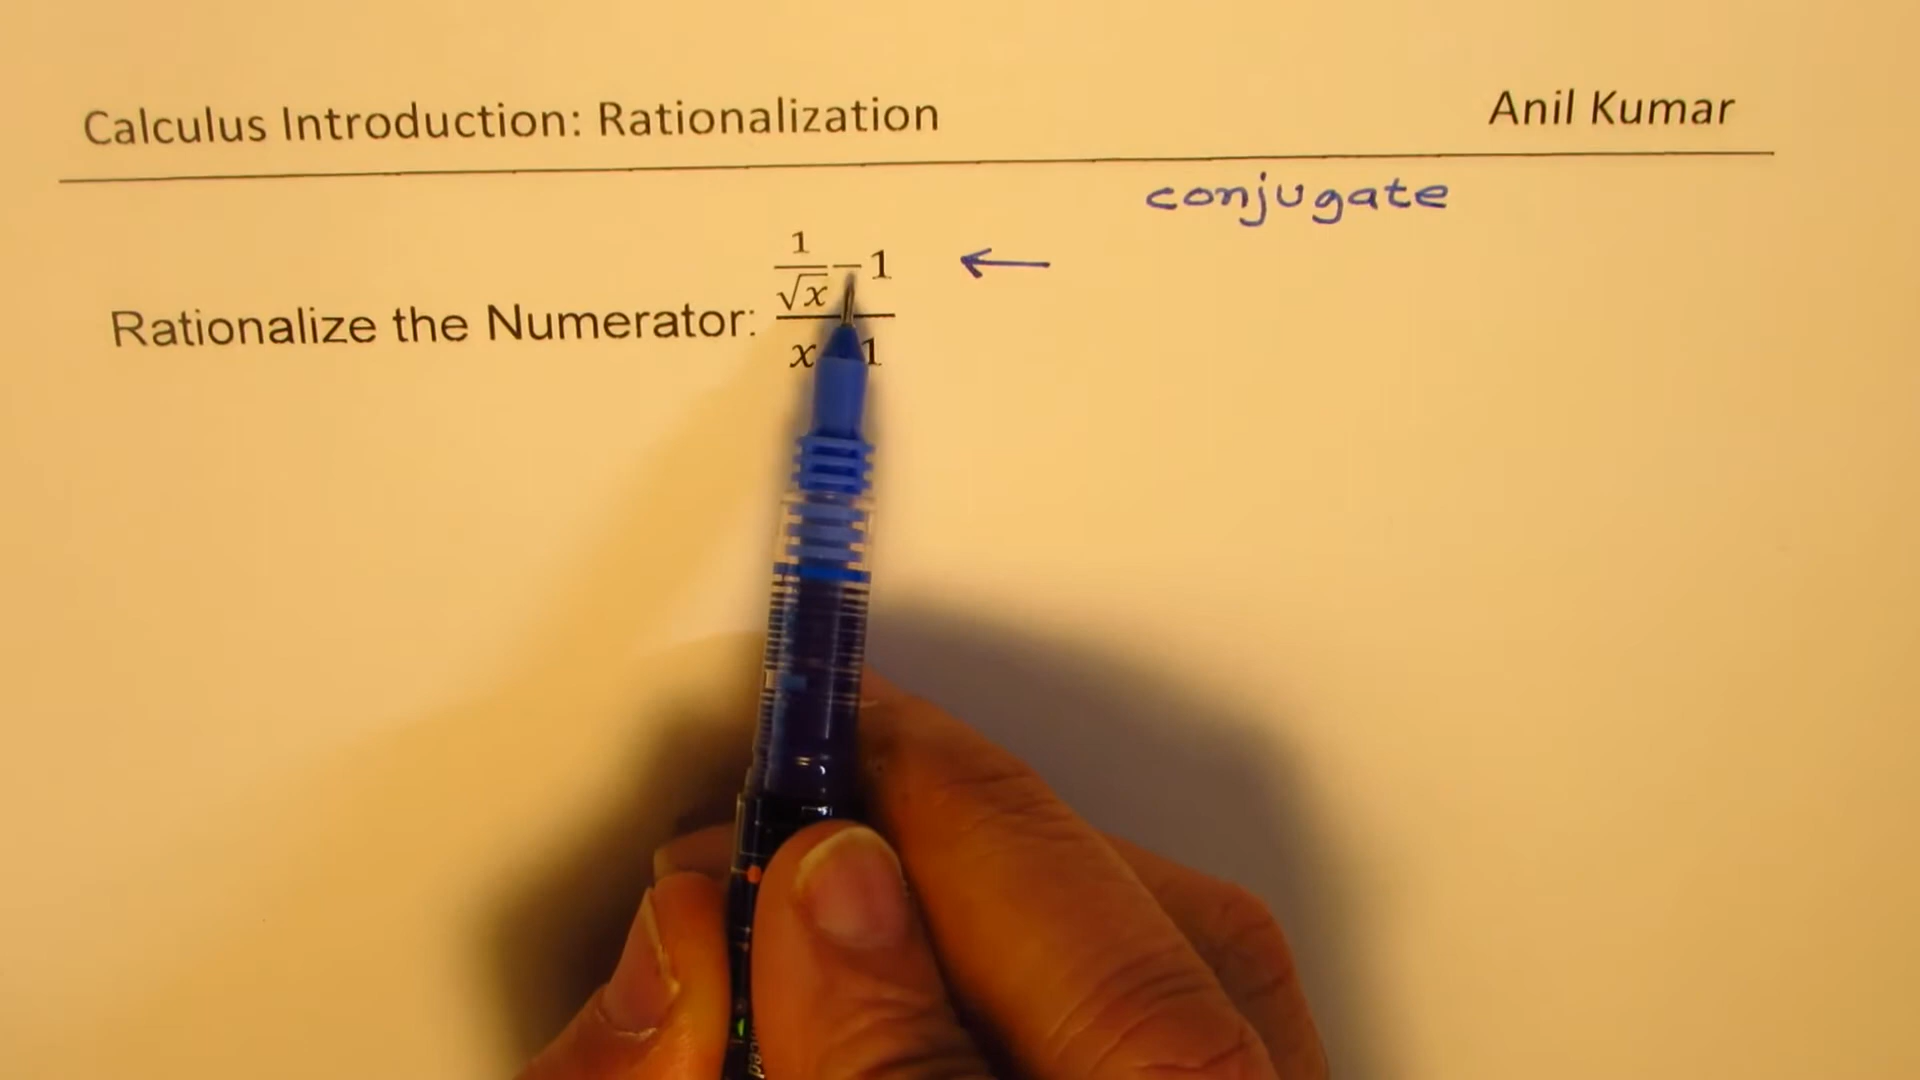 Calculus Introduction: Rationalization
Anil Kumar
conjugate
Rationalize the Numerator:
1
√x − 1
x 1